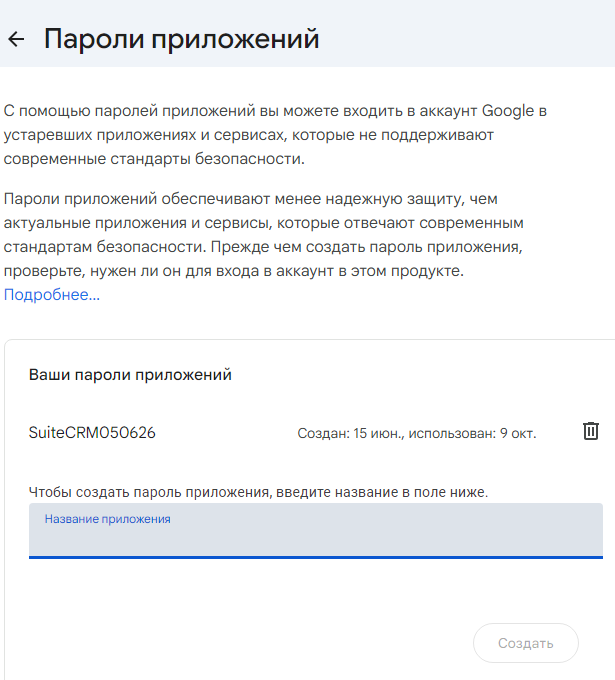 Пароли приложений
С помощью паролей приложений вы можете входить в аккаунт Google в
устаревших приложениях и сервисах, которые не поддерживают
современные стандарты безопасности.
Пароли приложений обеспечивают менее надежную защиту, чем
актуальные приложения и сервисы, которые отвечают современным
стандартам безопасности. Прежде чем создать пароль приложения,
проверьте, нужен ли он для входа в аккаунт в этом продукте.
Подробнее...
Ваши пароли приложений
SuiteCRM050626 Создан: 15 июн., использован: 9 окт.
Чтобы создать пароль приложения, введите название в поле ниже.
Название приложения
Создать